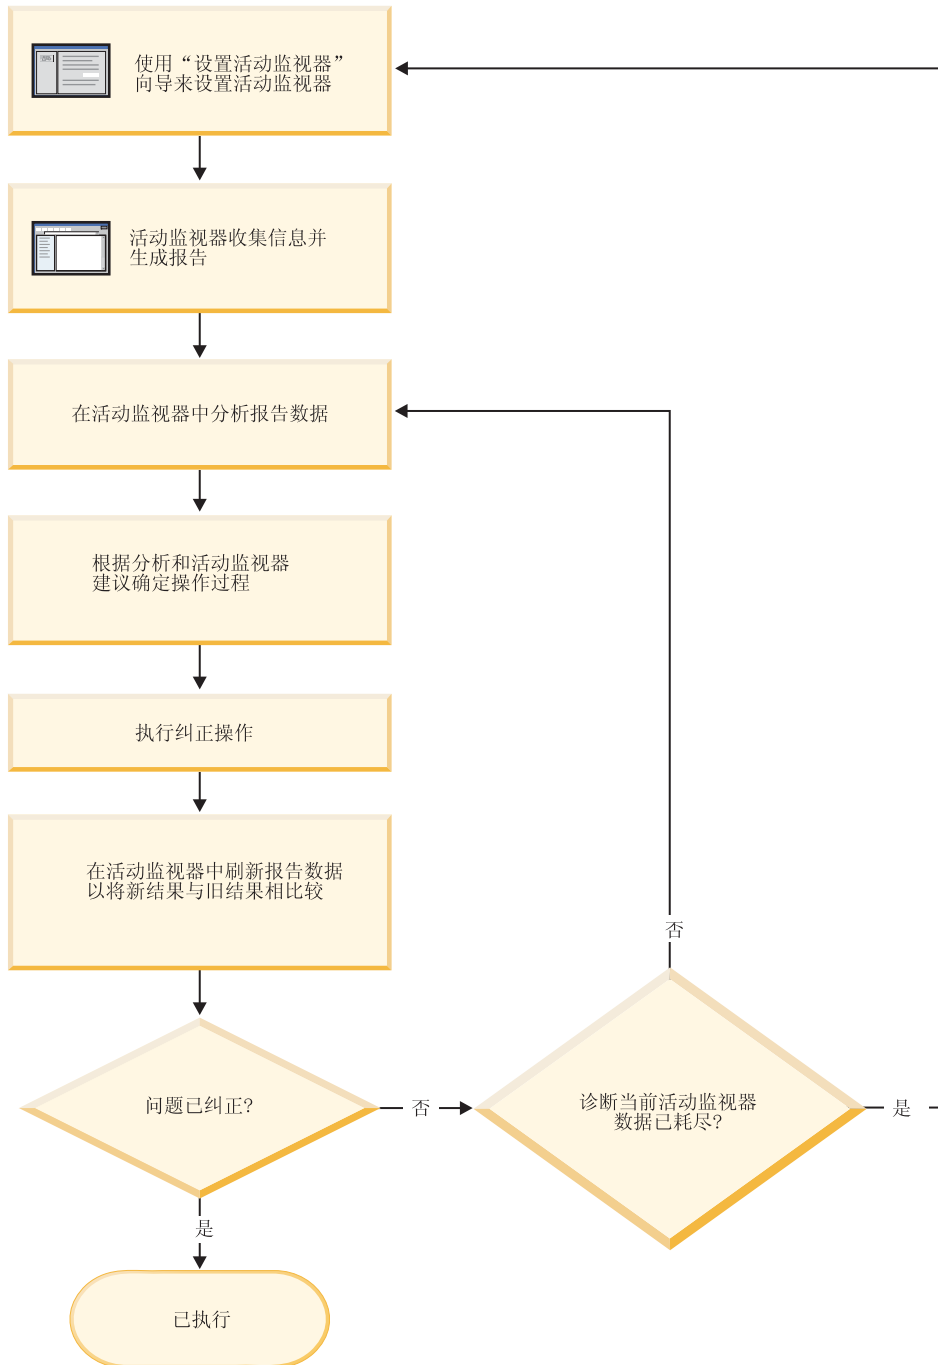 使用“设置活动监视器”
向导来设置活动监视器
活动监视器收集信息并
生成报告
在活动监视器中分析报告数据
根据分析和活动监视器
建议确定操作过程
执行纠正操作
在活动监视器中刷新报告数据
以将新结果与旧结果相比较
否
问题已纠正?
否
诊断当前活动监视器
数据已耗尽?
是
是
已执行